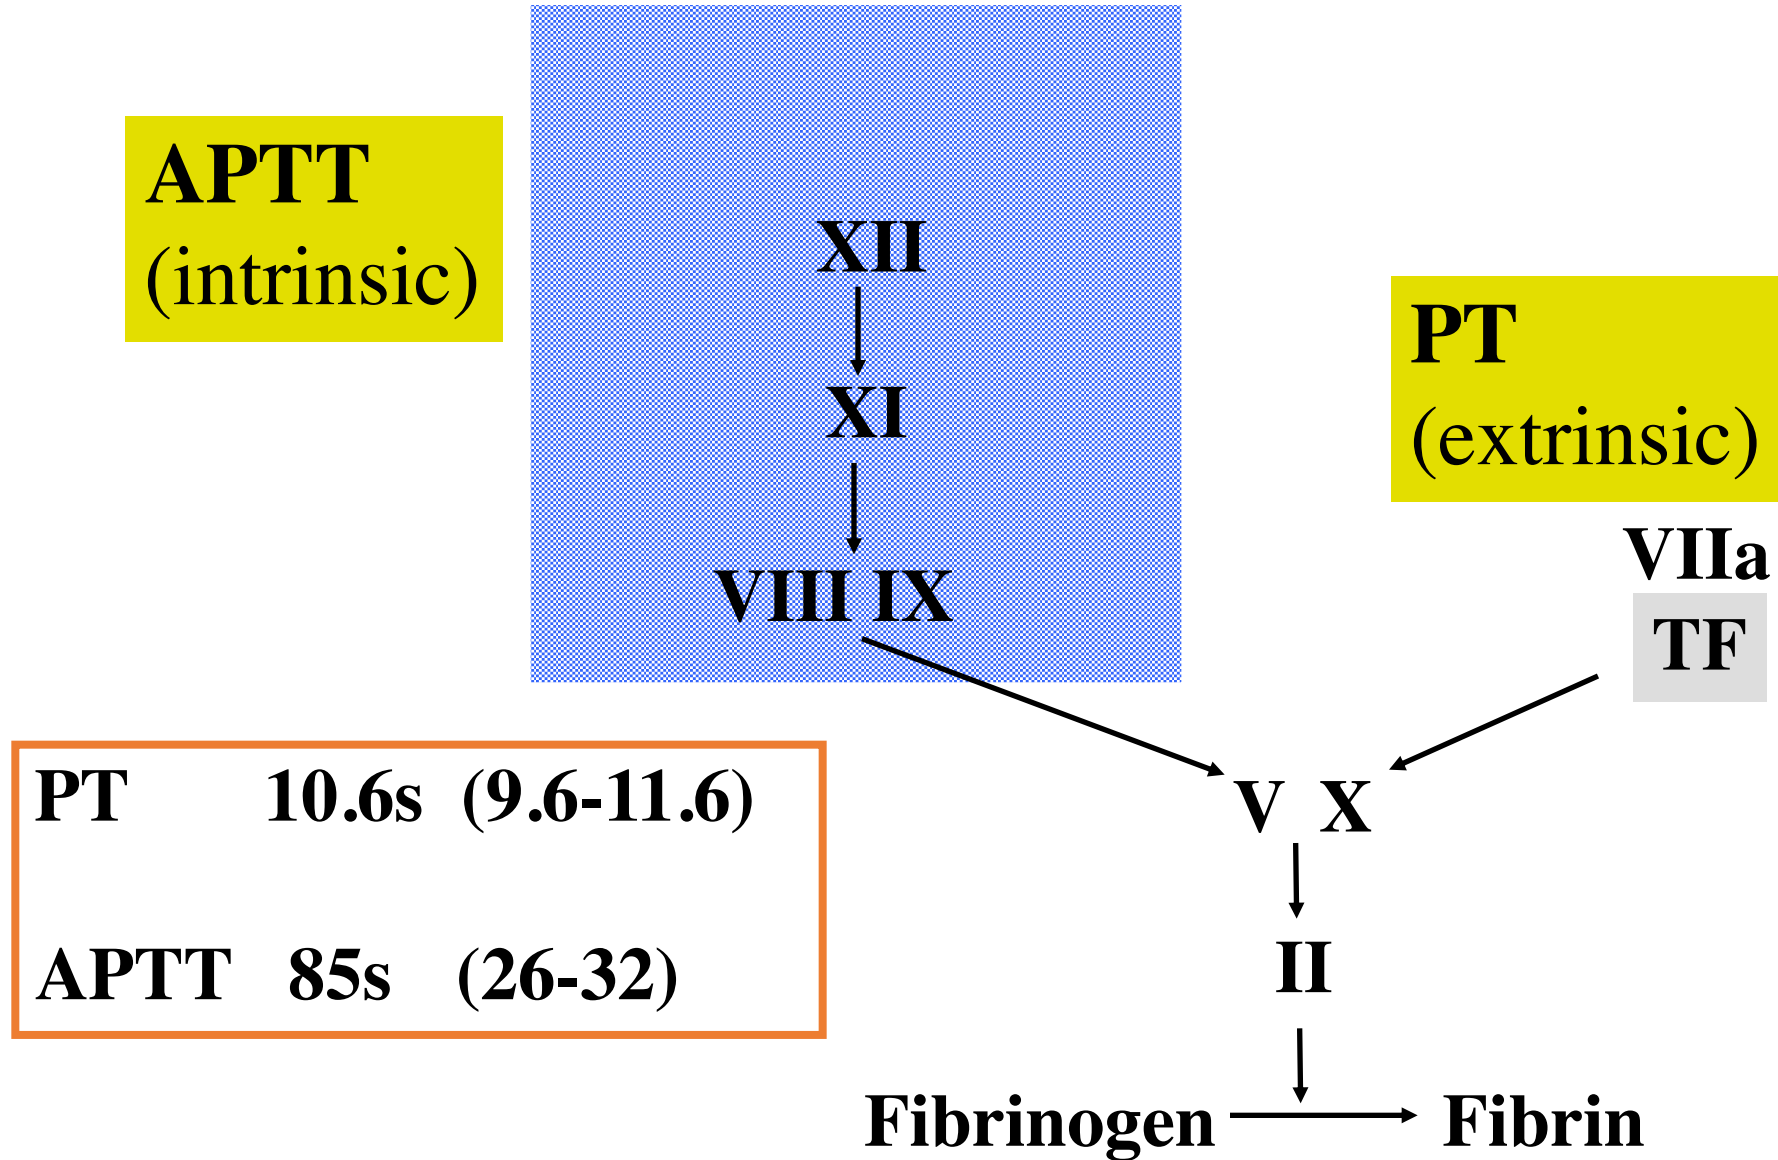 APTT
(intrinsic)
XII
XI
VIII IX
PT
(extrinsic)
VIIa
TF
PT 10.6s (9.6-11.6)
APTT 85s (26-32)
V X
II
Fibrinogen
Fibrin